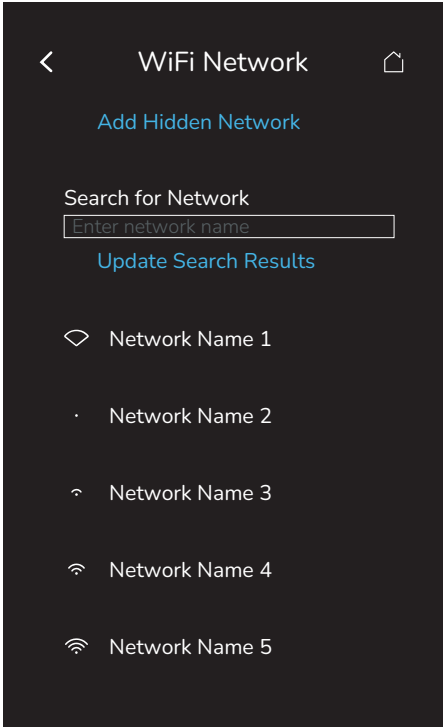 WiFi Network
Add Hidden Network
Search for Network
Enter network name
Update Search Results
Network Name 1
Network Name 2
Network Name 3
Network Name 4
Network Name 5